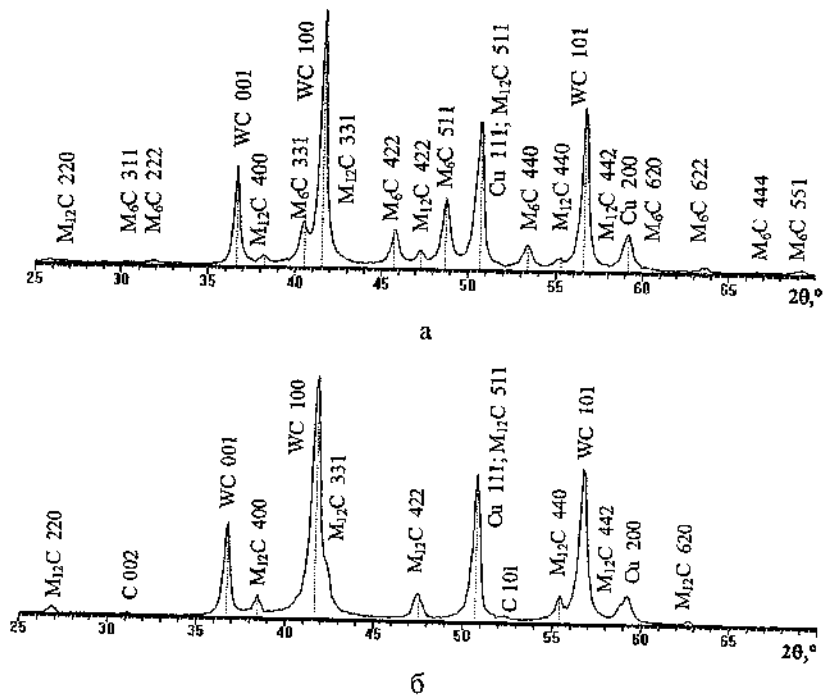 M₁₂C 220
M₆C 311
M₆C 222
WC 001
M₁₂C 400
M₆C 331
WC 100
M₁₂C 331
M₆C 422
M₁₂C 422
M₆C 511
Cu 111; M₁₂C 511
M₆C 440
M₁₂C 440
WC 101
M₁₂C 442
Cu 200
M₆C 620
M₆C 622
M₆C 444
M₆C 551
25 30 35 40 45 50 55 60 65 2θ,°
а
M₁₂C 220
C 002
WC 001
M₁₂C 400
WC 100
M₁₂C 331
M₁₂C 422
Cu 111; M₁₂C 511
C 101
M₁₂C 440
WC 101
M₁₂C 442
Cu 200
M₁₂C 620
25 30 35 40 45 50 55 60 65 2θ,°
б